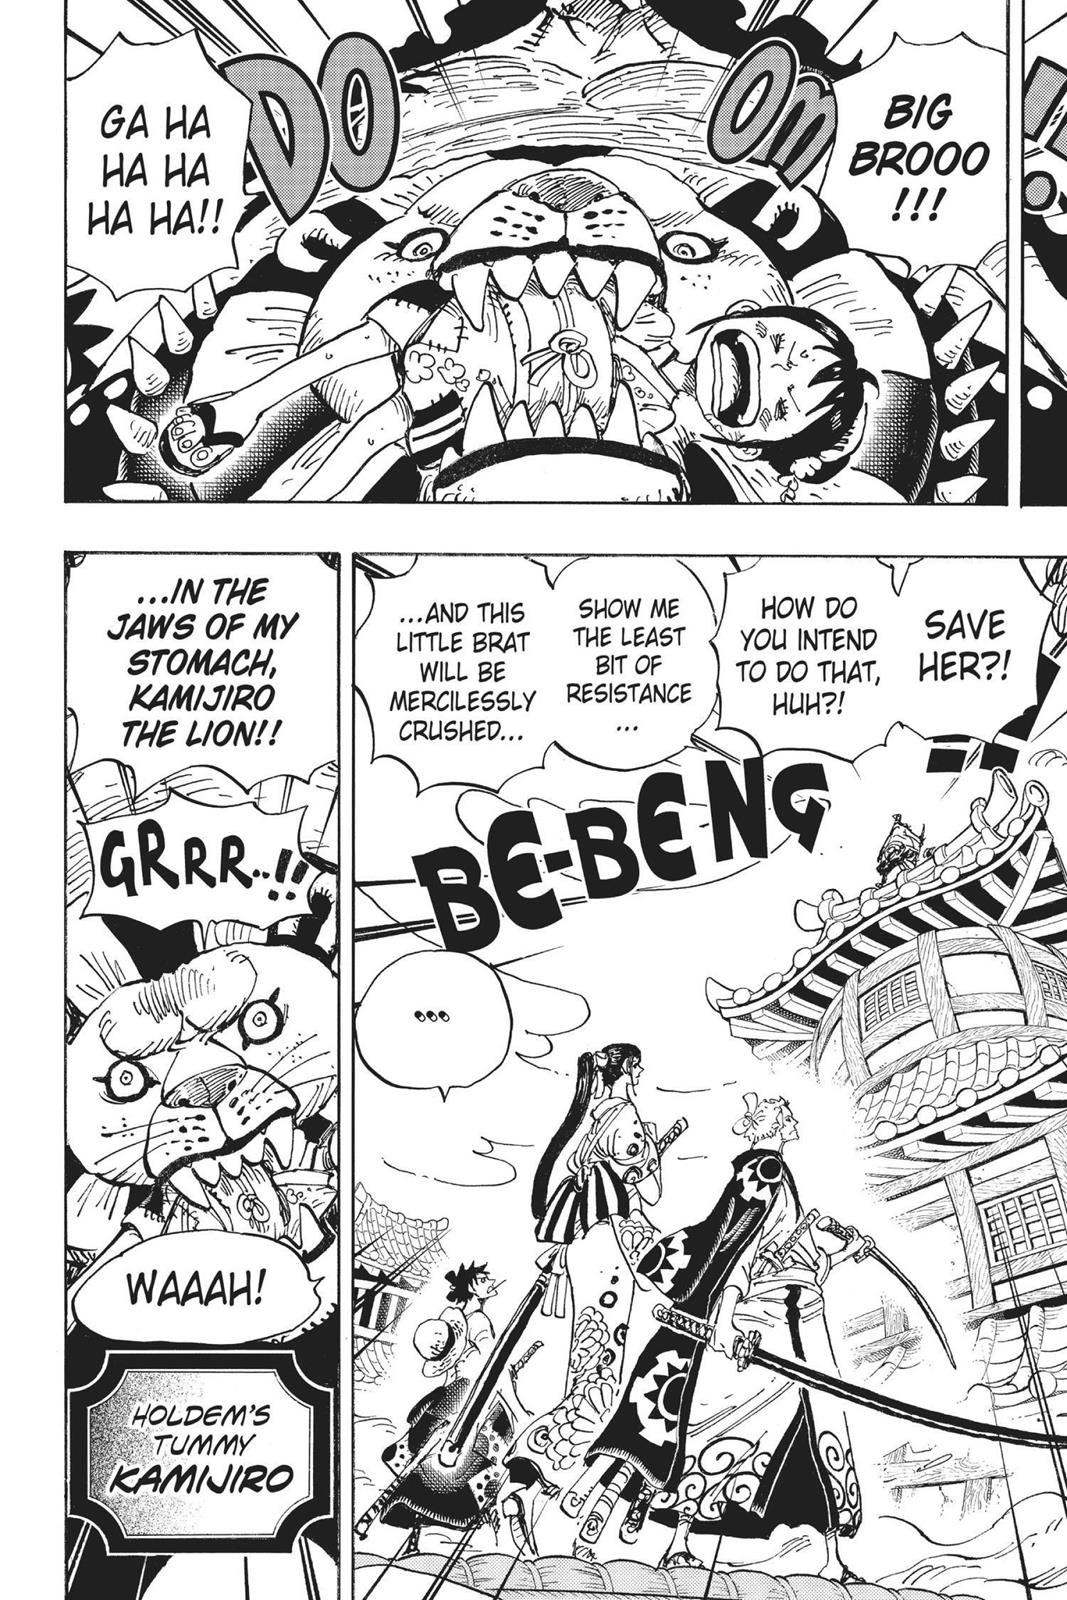 BIG
BROOO
!!!
DOOM
!!
GA HA
HA HA
HA HA!!
SAVE
HER?!
HOW DO
YOU INTEND
TO DO THAT,
HUH?!
SHOW ME
THE LEAST
BIT OF
RESISTANCE
...
...AND THIS
LITTLE BRAT
WILL BE
MERCILESSLY
CRUSHED...
BE-BENG
...
...IN THE
JAWS OF MY
STOMACH,
KAMIJIRO
THE LION!!
GRRR..!!
WAAAH!
HOLDEM'S
TUMMY
KAMIJIRO